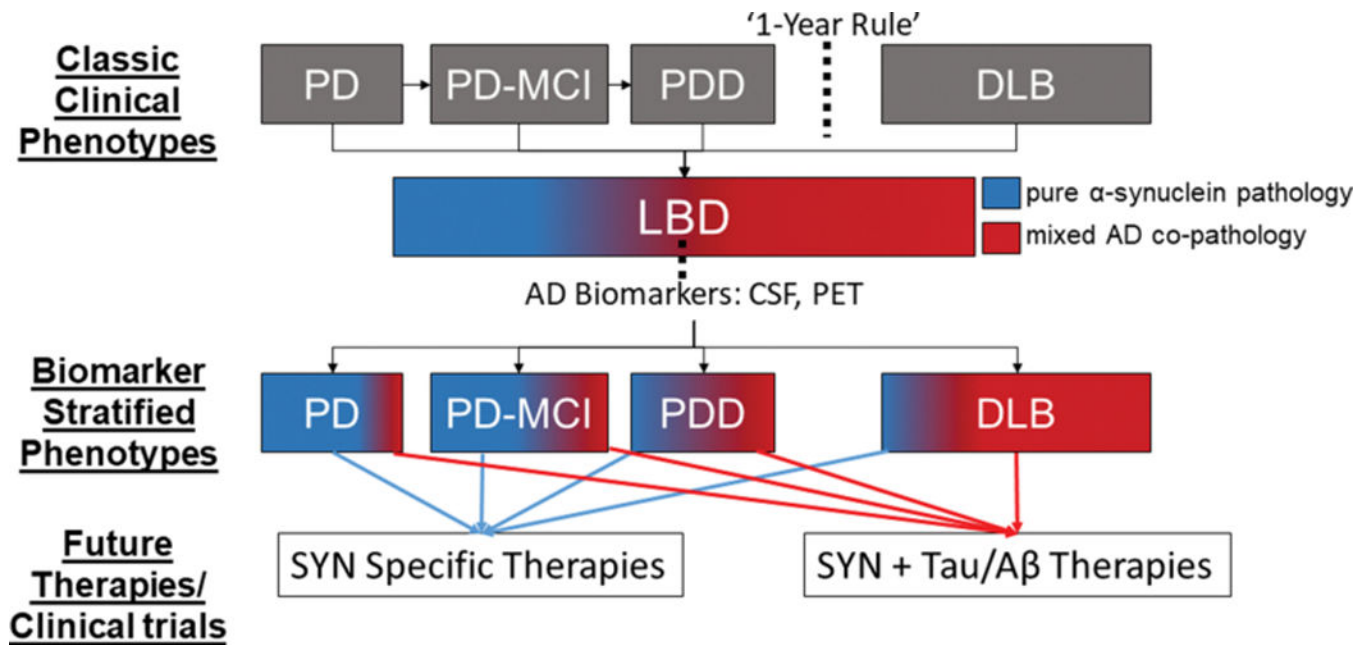 '1-Year Rule'
Classic
Clinical
Phenotypes
PD
PD-MCI
PDD
DLB
LBD
pure α-synuclein pathology
mixed AD co-pathology
AD Biomarkers: CSF, PET
Biomarker
Stratified
Phenotypes
PD
PD-MCI
PDD
DLB
Future
Therapies/
Clinical trials
SYN Specific Therapies
SYN + Tau/Aβ Therapies